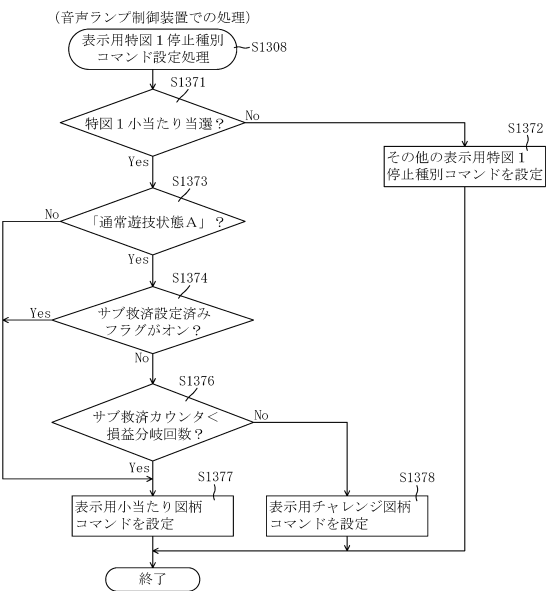 （音声ランプ制御装置での処理）
表示用特図１停止種別
コマンド設定処理
S1308
S1371
特図１小当たり当選？
No
S1372
その他の表示用特図１
停止種別コマンドを設定
Yes
S1373
「通常遊技状態Ａ」？
No
Yes
S1374
サブ救済設定済み
フラグがオン？
Yes
No
S1376
サブ救済カウンタ＜
損益分岐回数？
No
Yes
S1377
表示用小当たり図柄
コマンドを設定
S1378
表示用チャレンジ図柄
コマンドを設定
終了